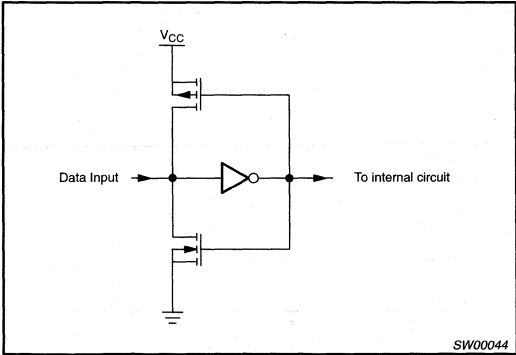 VCC
Data Input
To internal circuit
SW00044